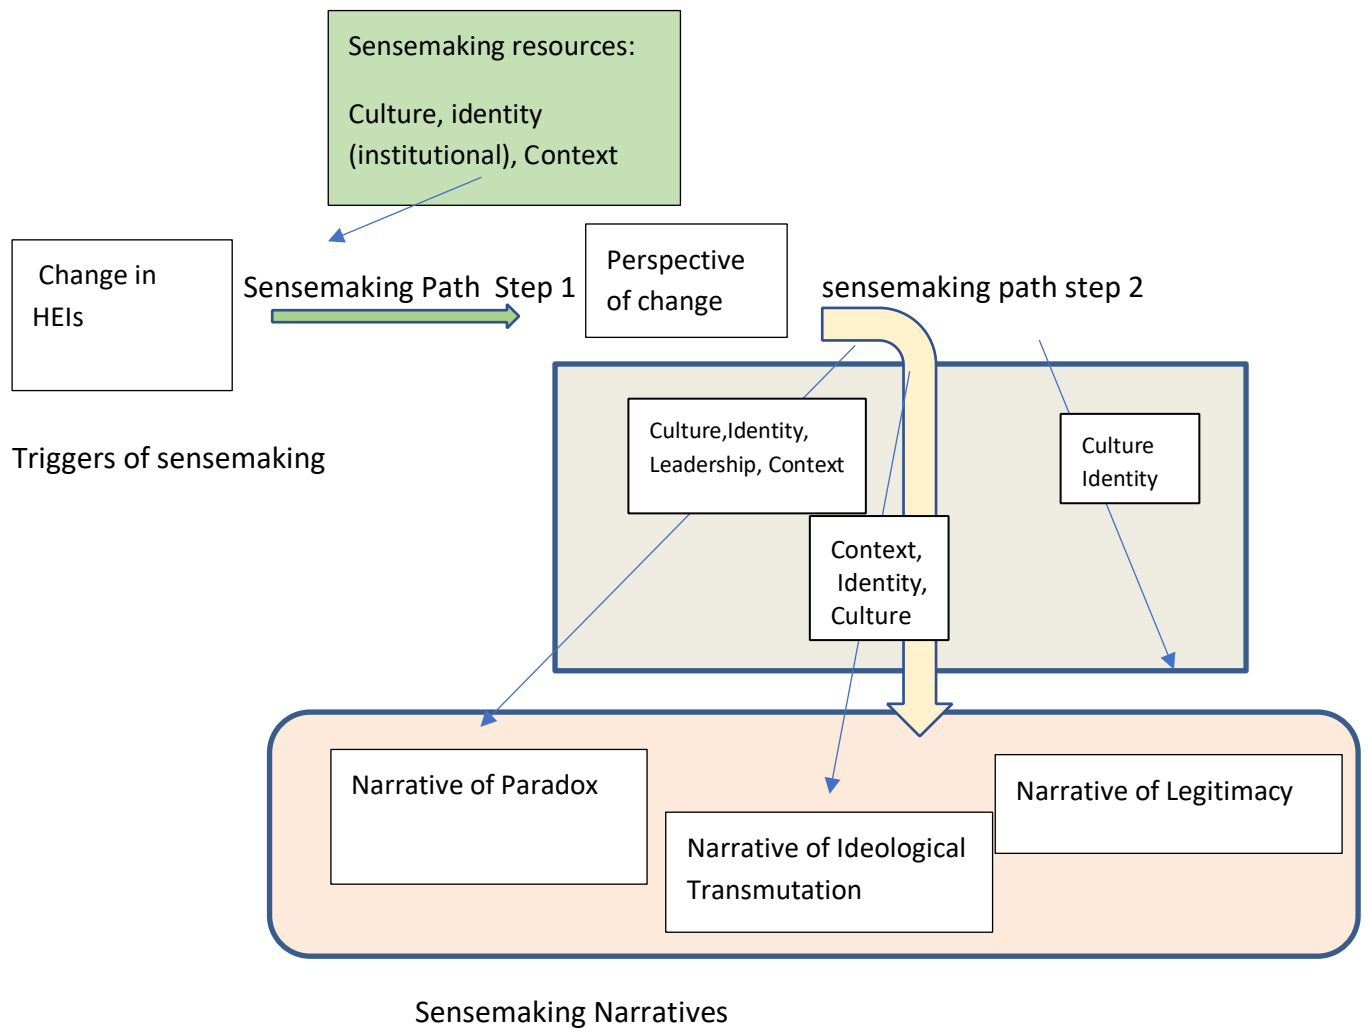 Sensemaking resources:
Culture, identity
(institutional), Context
Change in
HEIs
Sensemaking Path  Step 1
Perspective
of change
sensemaking path step 2
Triggers of sensemaking
Culture,Identity,
Leadership, Context
Culture
Identity
Context,
Identity,
Culture
Narrative of Paradox
Narrative of Ideological
Transmutation
Narrative of Legitimacy
Sensemaking Narratives